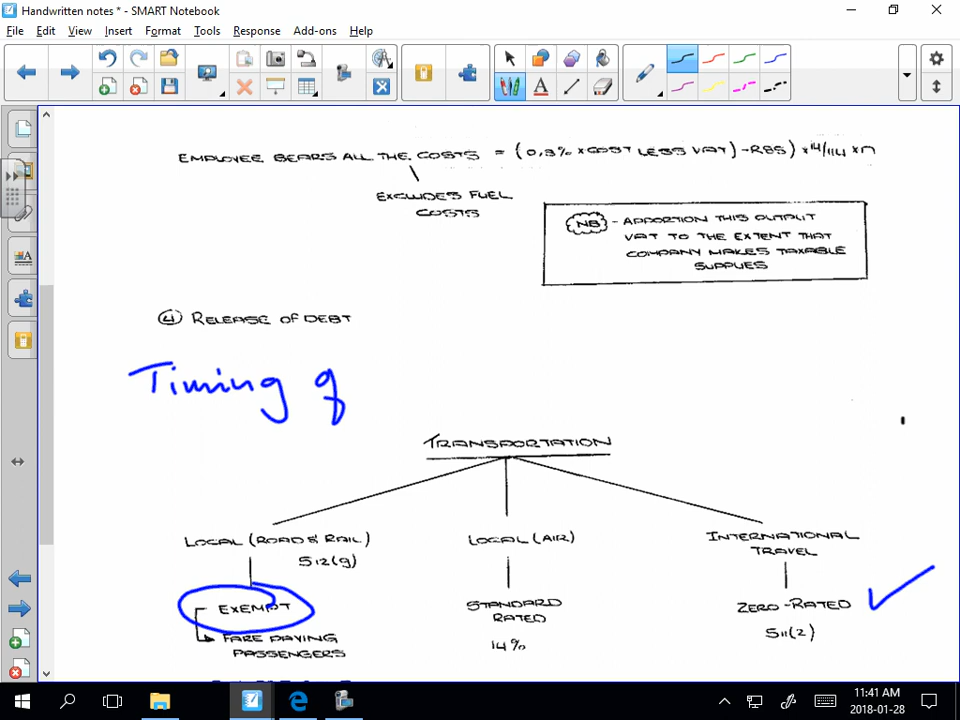 Handwritten notes * - SMART Notebook
File Edit View Insert Format Tools Response Add-ons Help
EMPLOYEE BEARS ALL THE COSTS = (0,3% x COST LESS VAT) - R85) x 14/114 x n
EXCLUDES FUEL
COSTS
NB - APPORTION THIS OUTPUT
VAT TO THE EXTENT THAT
COMPANY MAKES TAXABLE
SUPPLIES
④ RELEASE OF DEBT
Timing of
TRANSPORTATION
LOCAL (ROAD & RAIL)
S12(g)
LOCAL (AIR)
INTERNATIONAL
TRAVEL
EXEMPT
FARE PAYING
PASSENGERS
STANDARD
RATED
14%
ZERO-RATED
S11(2)
11:41 AM
2018-01-28